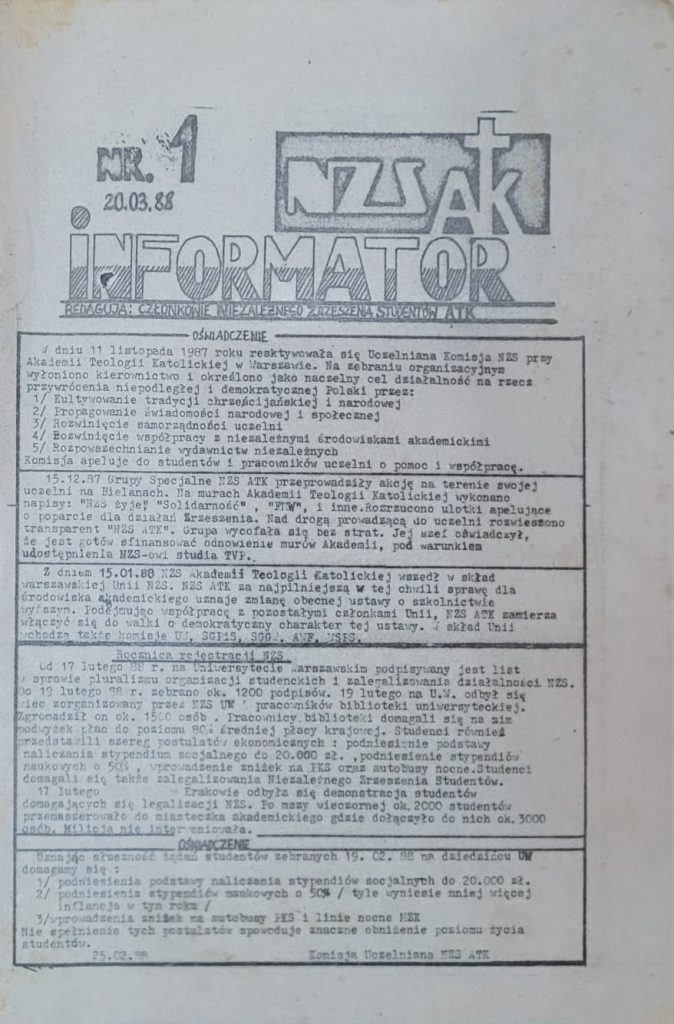 NR. 1
20.03.88
NZS ATK
iNFORMATOR
REDAGUJĄ: CZŁONKOWIE NIEZALEŻNEGO ZRZESZENIA STUDENTÓW ATK
OŚWIADCZENIE
W dniu 11 listopada 1987 roku reaktywowała się Uczelniana Komisja NZS przy
Akademii Teologii Katolickiej w Warszawie. Na zebraniu organizacyjnym
wyłoniono kierownictwo i określono jako naczelny cel działalność na rzecz
przywrócenia niepodległej i demokratycznej Polski przez:
1/ Kultywowanie tradycji chrześcijańskiej i narodowej
2/ Propagowanie świadomości narodowej i społecznej
3/ Rozwinięcie samorządności uczelni
4/ Rozwinięcie współpracy z niezależnymi środowiskami akademickimi
5/ Rozpowszechnianie wydawnictw niezależnych
Komisja apeluje do studentów i pracowników uczelni o pomoc i współpracę.
15.12.87 Grupy Specjalne NZS ATK przeprowadziły akcję na terenie swojej
uczelni na Bielanach. Na murach Akademii Teologii Katolickiej wykonano
napisy: "NZS żyje", "Solidarność" , i inne. Rozrzucono ulotki apelujące
o poparcie dla działań Zrzeszenia. Nad drogą prowadzącą do uczelni rozwieszono
transparent "NZS ATK". Grupa wycofała się bez strat. Jej szef oświadczył,
że jest gotów sfinansować odnowienie murów Akademii, pod warunkiem
udostępnienia NZS-owi studia TVP.
Z dniem 15.01.88 NZS Akademii Teologii Katolickiej wszedł w skład
warszawskiej Unii NZS. NZS ATK za najpilniejszą w tej chwili sprawę dla
środowiska akademickiego uznaje zmianę obecnej ustawy o szkolnictwie
wyższym. Podejmując współpracę z pozostałymi członkami Unii, NZS ATK zamierza
włączyć się do walki o demokratyczny charakter tej ustawy. W skład Unii
wchodzą także komisje UW, SGPiS, SGGW, AWF, WSPS.
Rocznica rejestracji NZS
Od 17 lutego 88 r. na Uniwersytecie Warszawskim podpisywany jest list
w sprawie pluralizmu organizacji studenckich i zalegalizowania działalności NZS.
Do 19 lutego 88 r. zebrano ok. 1200 podpisów. 19 lutego na U.W. odbył się
wiec zorganizowany przez NZS UW i pracowników biblioteki uniwersyteckiej.
Zgromadził on ok. 1500 osób . Pracownicy biblioteki domagali się na nim
podwyżek płac do poziomu 80% średniej płacy krajowej. Studenci również
przedstawili szereg postulatów ekonomicznych : podniesienie podstawy
naliczania stypendium socjalnego do 20.000 zł. ,podniesienie stypendiów
naukowych o 50% , wprowadzenie zniżek na PKS oraz autobusy nocne.Studenci
domagali się także zalegalizowania Niezależnego Zrzeszenia Studentów.
17 lutego w Krakowie odbyła się demonstracja studentów
domagających się legalizacji NZS. Po mszy wieczornej ok. 2000 studentów
przemaszerowało do miasteczka akademickiego gdzie dołączyło do nich ok. 3000
osób. Milicja nie interweniowała.
OŚWIADCZENIE
Uznając słuszność żądań studentów zebranych 19. 02. 88 na dziedzińcu UW
domagamy się :
1/ podniesienia podstawy naliczania stypendiów socjalnych do 20.000 zł.
2/ podniesienia stypendiów naukowych o 50% / tyle wyniesie mniej więcej
inflancja w tym roku /
3/wprowadzenia zniżek na autobusy PKS i linie nocne MZK
Nie spełnienie tych postulatów spowoduje znaczne obniżenie poziomu życia
studentów.
25.02.88 Komisja Uczelniana NZS ATK